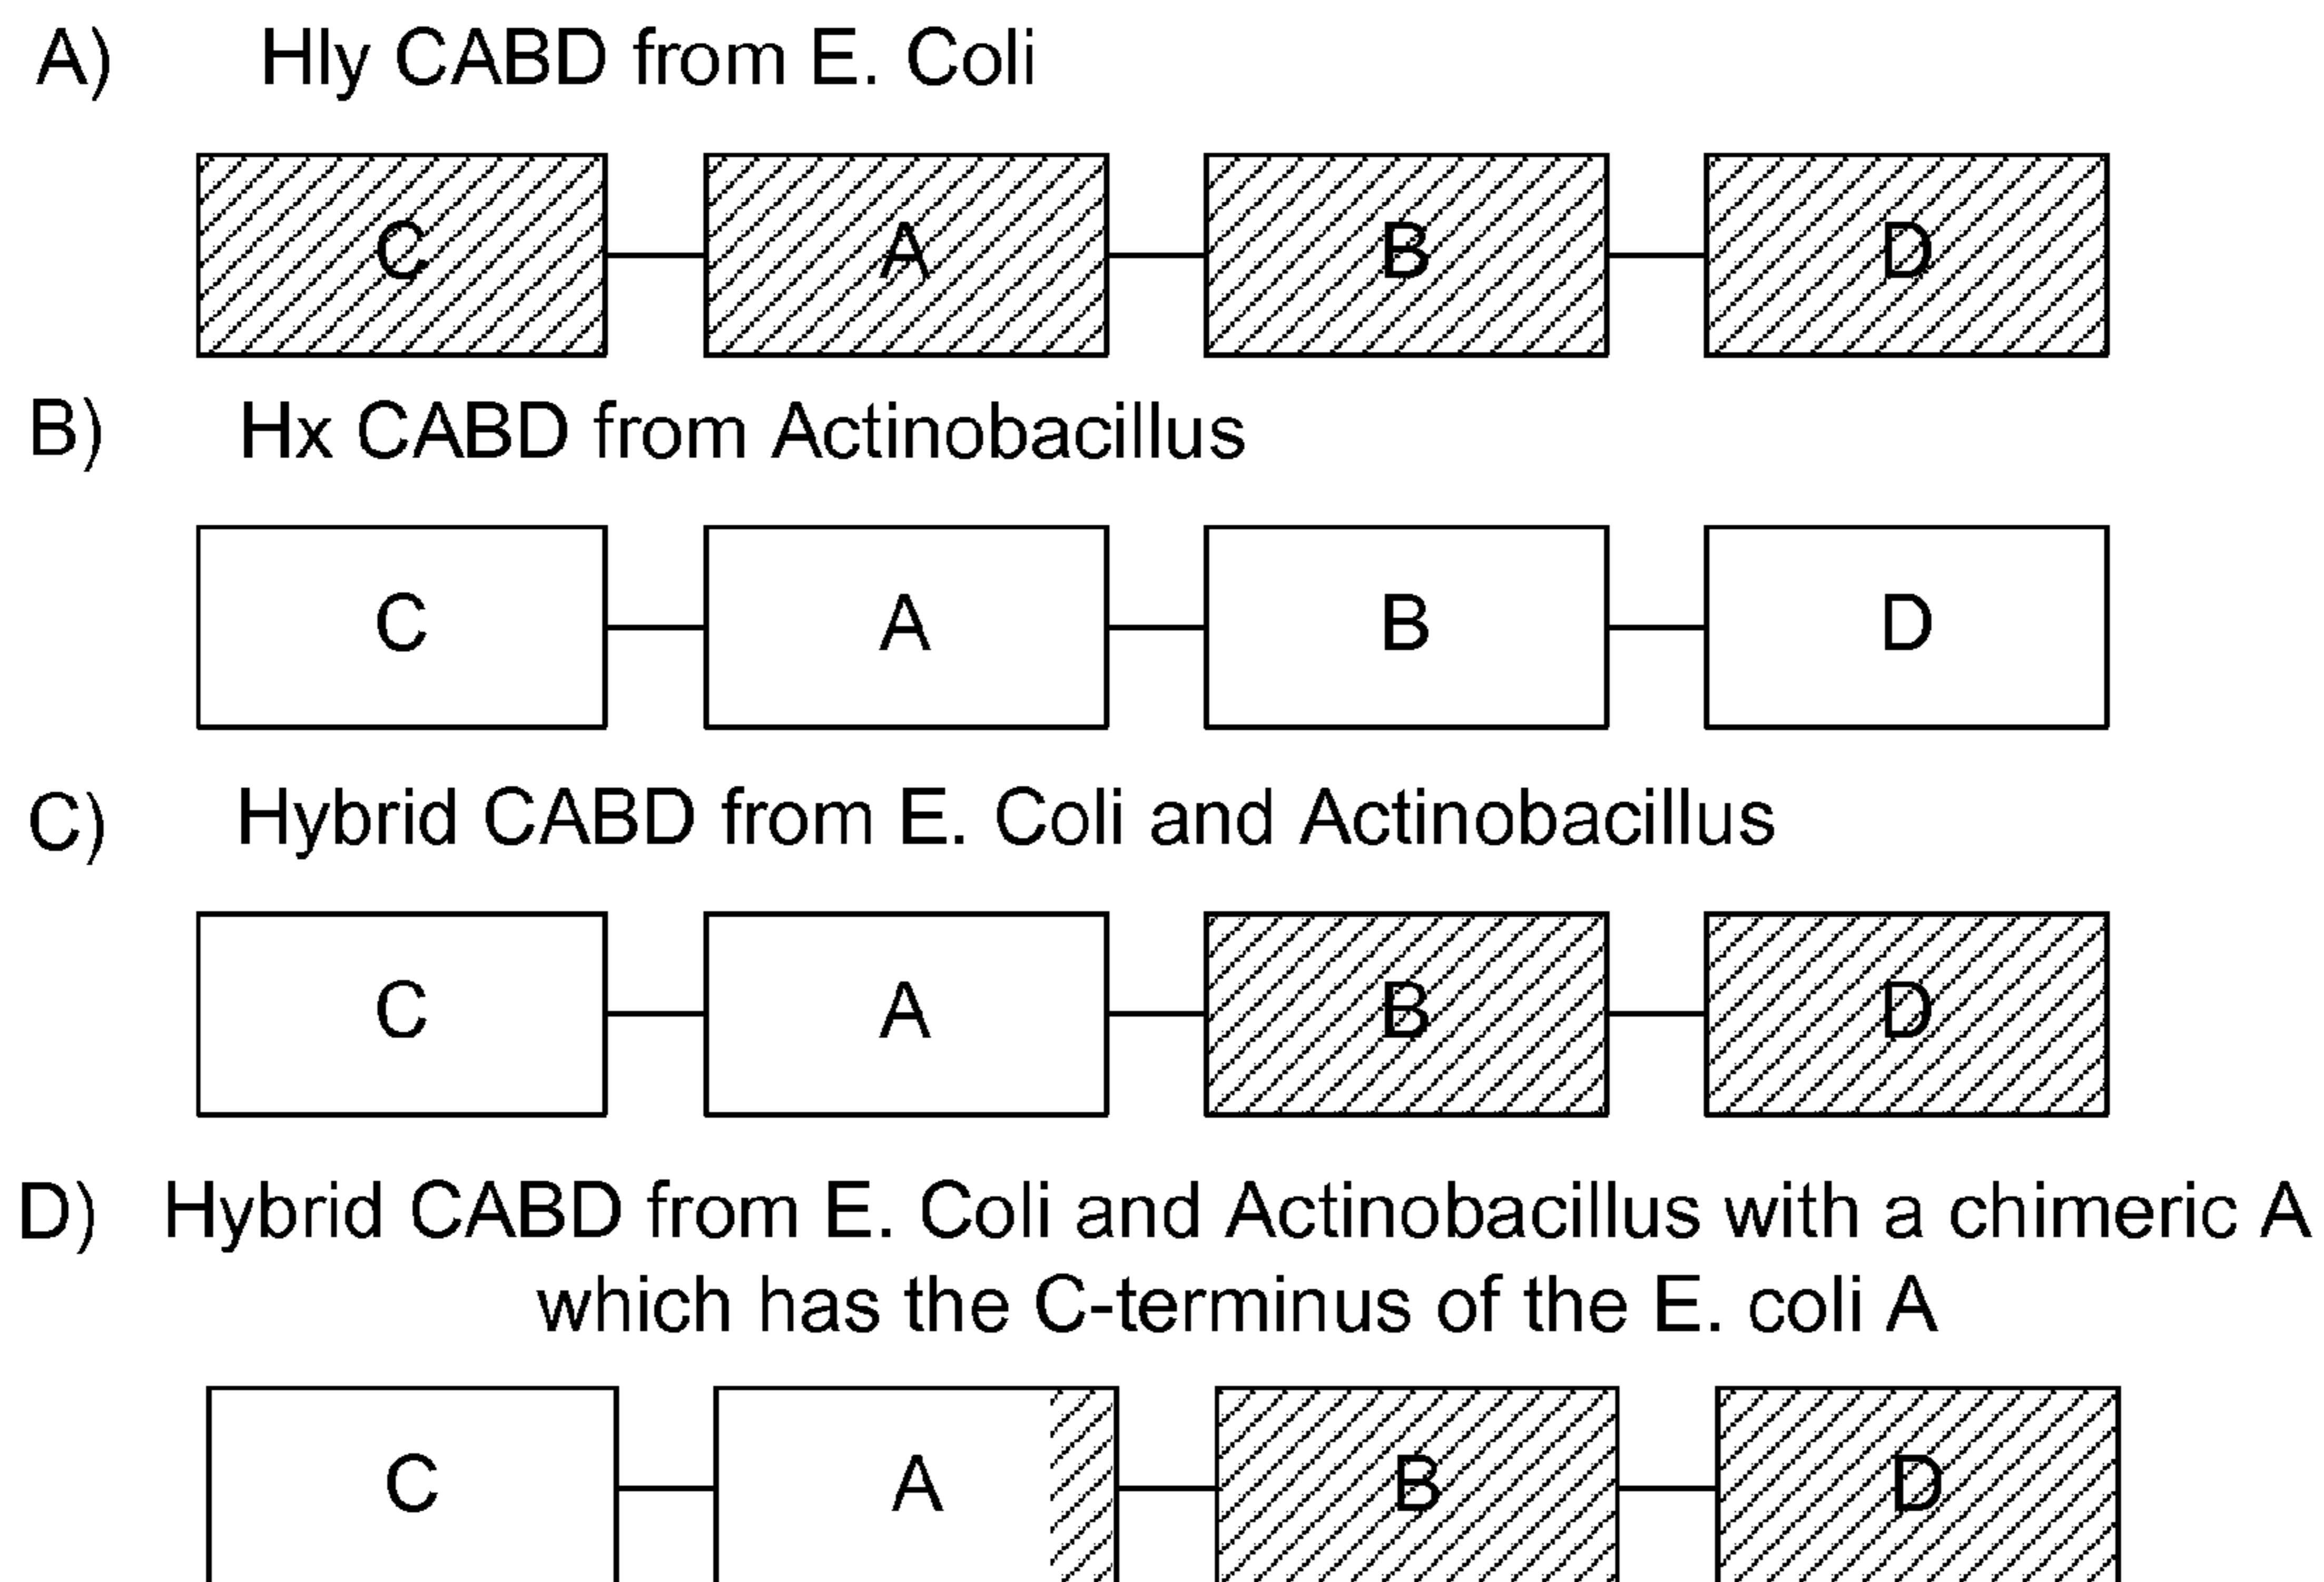 A) Hly CABD from E. Coli
C A B D
B) Hx CABD from Actinobacillus
C A B D
C) Hybrid CABD from E. Coli and Actinobacillus
C A B D
D) Hybrid CABD from E. Coli and Actinobacillus with a chimeric A
which has the C-terminus of the E. coli A
C A B D